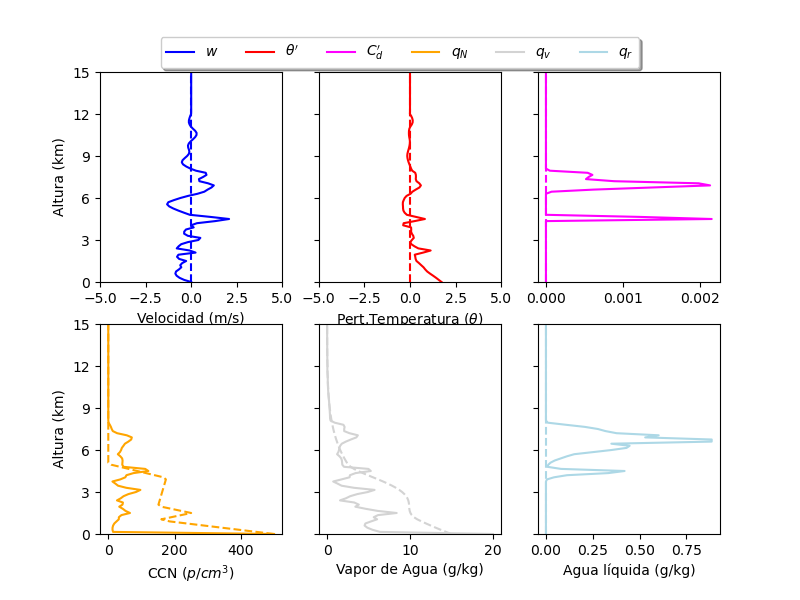 w θ′ C′d qN qv qr
15
12
9
6
3
0
Altura (km)
−5.0 −2.5 0.0 2.5 5.0
Velocidad (m/s)
−5.0 −2.5 0.0 2.5 5.0
Pert.Temperatura (θ)
0.000 0.001 0.002
15
12
9
6
3
0
Altura (km)
0 200 400
CCN (p/cm³)
0 10 20
Vapor de Agua (g/kg)
0.00 0.25 0.50 0.75
Agua líquida (g/kg)